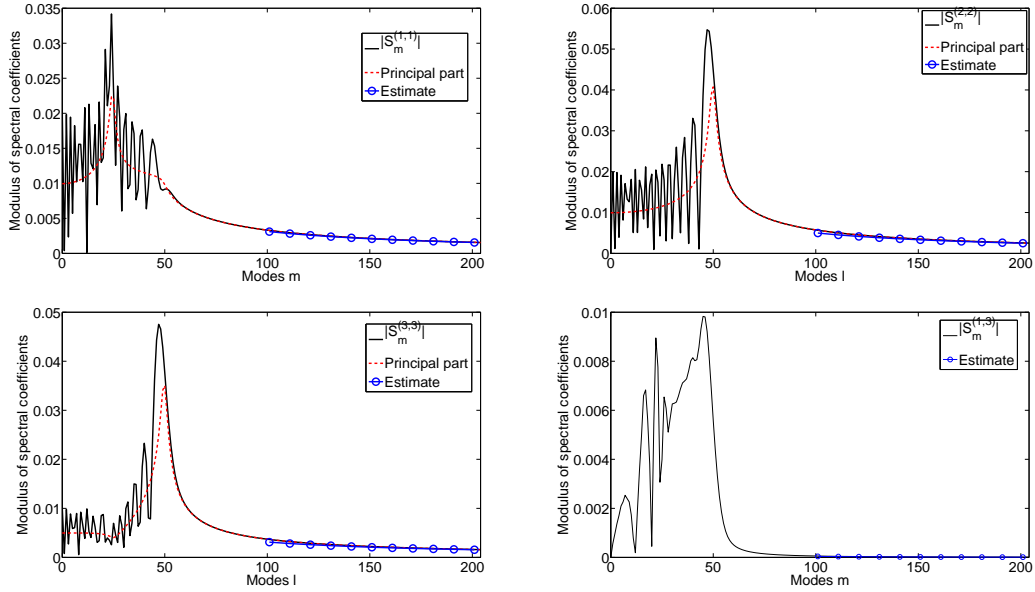 0.035
0.03
0.025
0.02
0.015
0.01
0.005
0
0 50 100 150 200
Modes m
Modulus of spectral coefficients
|S_m^(1,1)|
Principal part
Estimate
0.06
0.05
0.04
0.03
0.02
0.01
0
0 50 100 150 200
Modes l
Modulus of spectral coefficients
|S_m^(2,2)|
Principal part
Estimate
0.05
0.04
0.03
0.02
0.01
0
0 50 100 150 200
Modes l
Modulus of spectral coefficients
|S_m^(3,3)|
Principal part
Estimate
0.01
0.008
0.006
0.004
0.002
0
0 50 100 150 200
Modes m
Modulus of spectral coefficients
|S_m^(1,3)|
Estimate